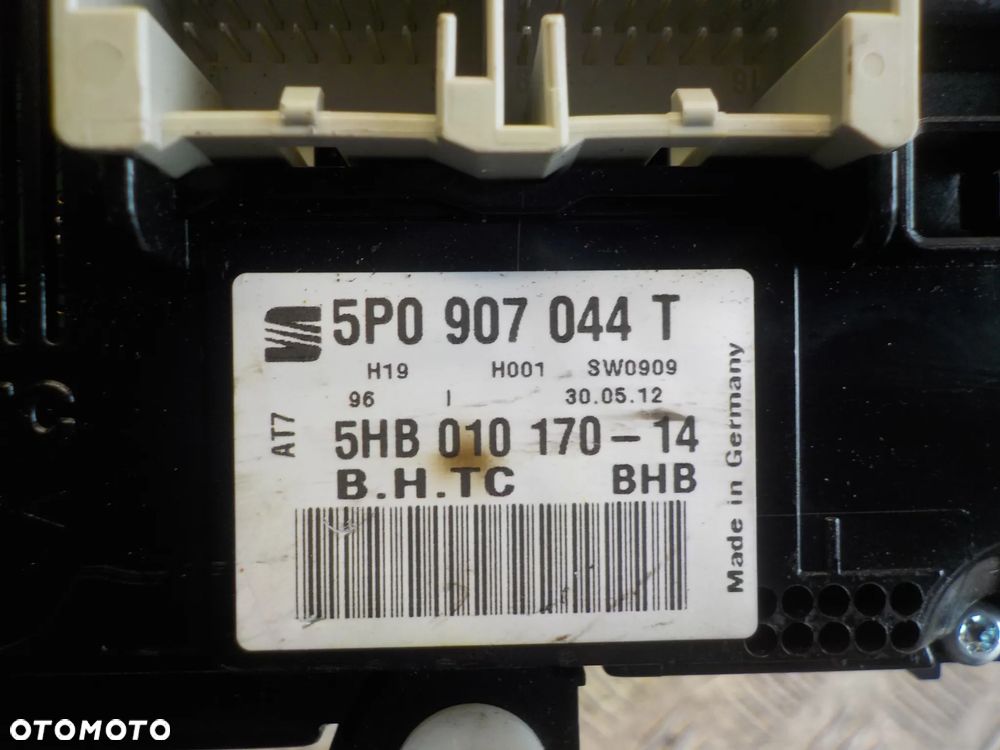 5P0 907 044 T
H19 H001 SW0909
96 I 30.05.12
AT7
5HB 010 170-14
B.H.TC BHB
Made in Germany
OTOMOTO